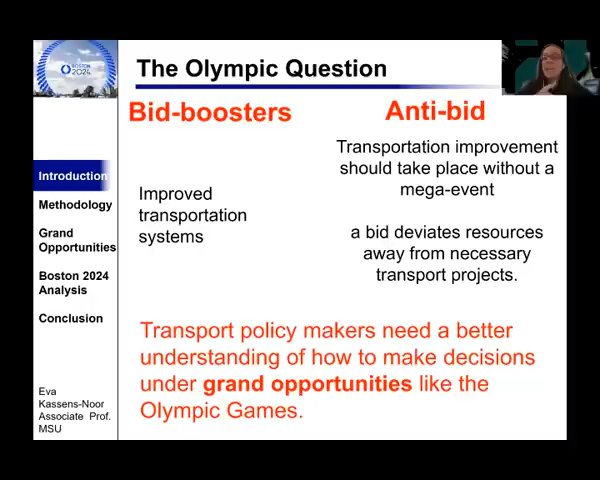 BOSTON
2024
The Olympic Question
Bid-boosters
Anti-bid
Transportation improvement
should take place without a
mega-event
Improved
transportation
systems
a bid deviates resources
away from necessary
transport projects.
Transport policy makers need a better
understanding of how to make decisions
under grand opportunities like the
Olympic Games.
Introduction
Methodology
Grand
Opportunities
Boston 2024
Analysis
Conclusion
Eva
Kassens-Noor
Associate Prof.
MSU